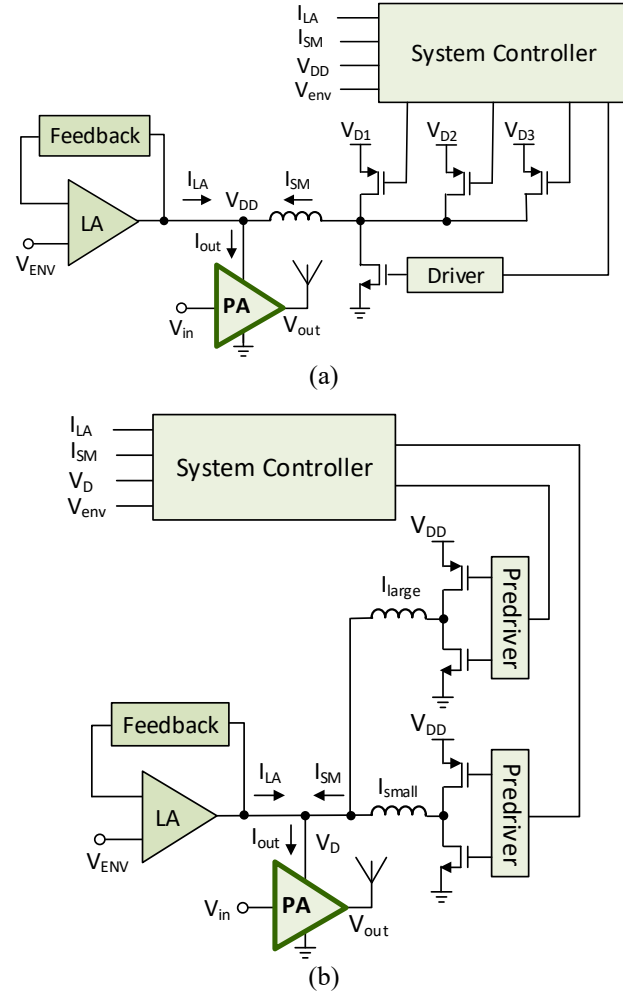 I_LA
I_SM
V_DD
V_env
System Controller
V_D1
V_D2
V_D3
Feedback
I_LA
V_DD
I_SM
LA
I_out
V_ENV
Driver
PA
V_in
V_out
(a)
I_LA
I_SM
V_D
V_env
System Controller
V_DD
I_large
Predriver
V_DD
Feedback
I_LA
I_SM
I_small
Predriver
LA
I_out
V_D
V_ENV
PA
V_in
V_out
(b)